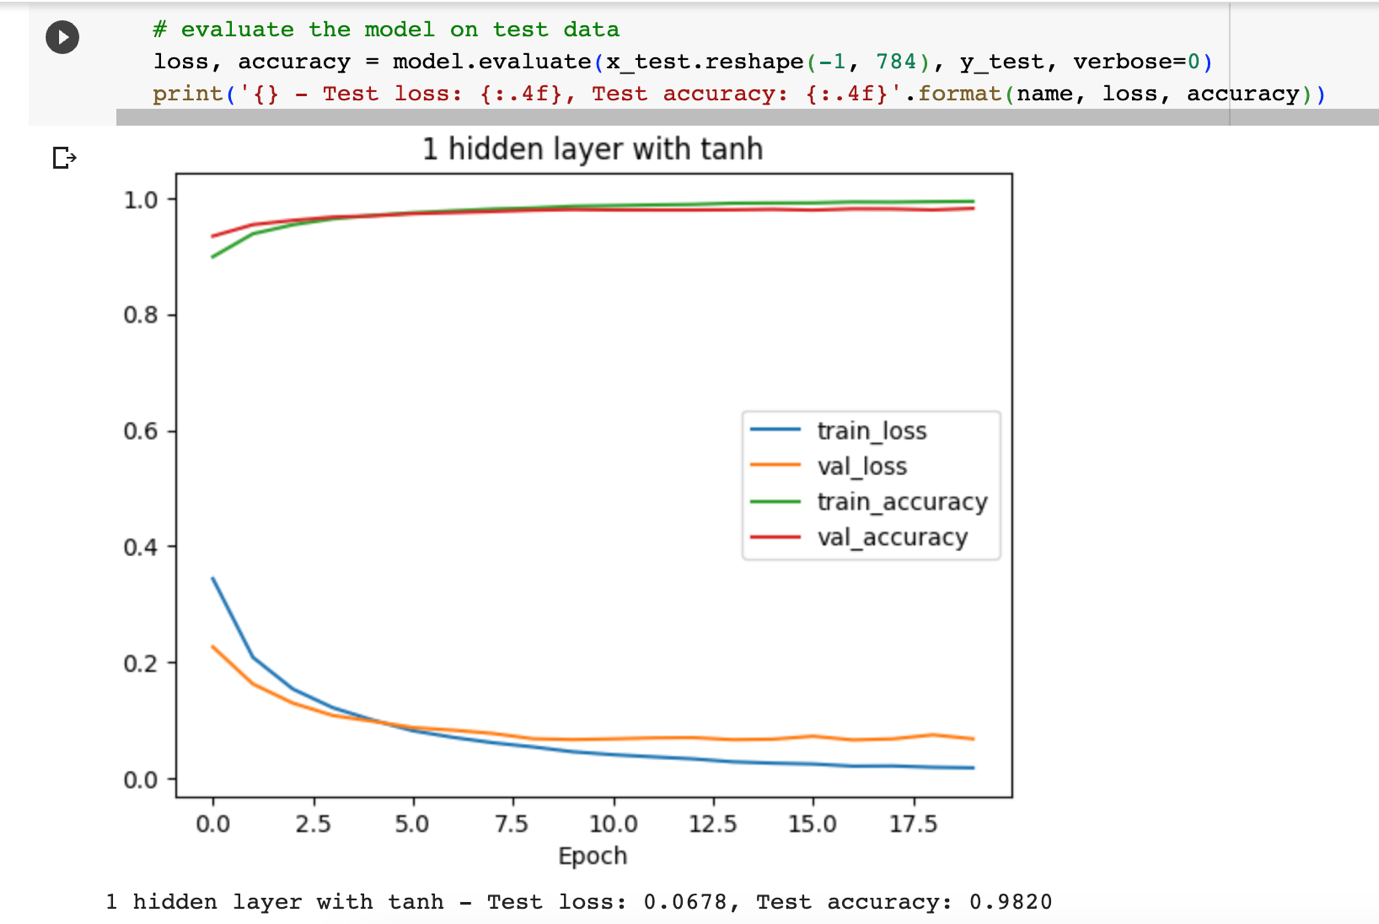 # evaluate the model on test data
loss, accuracy = model.evaluate(x_test.reshape(-1, 784), y_test, verbose=0)
print('{} - Test loss: {:.4f}, Test accuracy: {:.4f}'.format(name, loss, accuracy))
1 hidden layer with tanh
1.0
0.8
0.6
0.4
0.2
0.0
train_loss
val_loss
train_accuracy
val_accuracy
0.0 2.5 5.0 7.5 10.0 12.5 15.0 17.5
Epoch
1 hidden layer with tanh - Test loss: 0.0678, Test accuracy: 0.9820